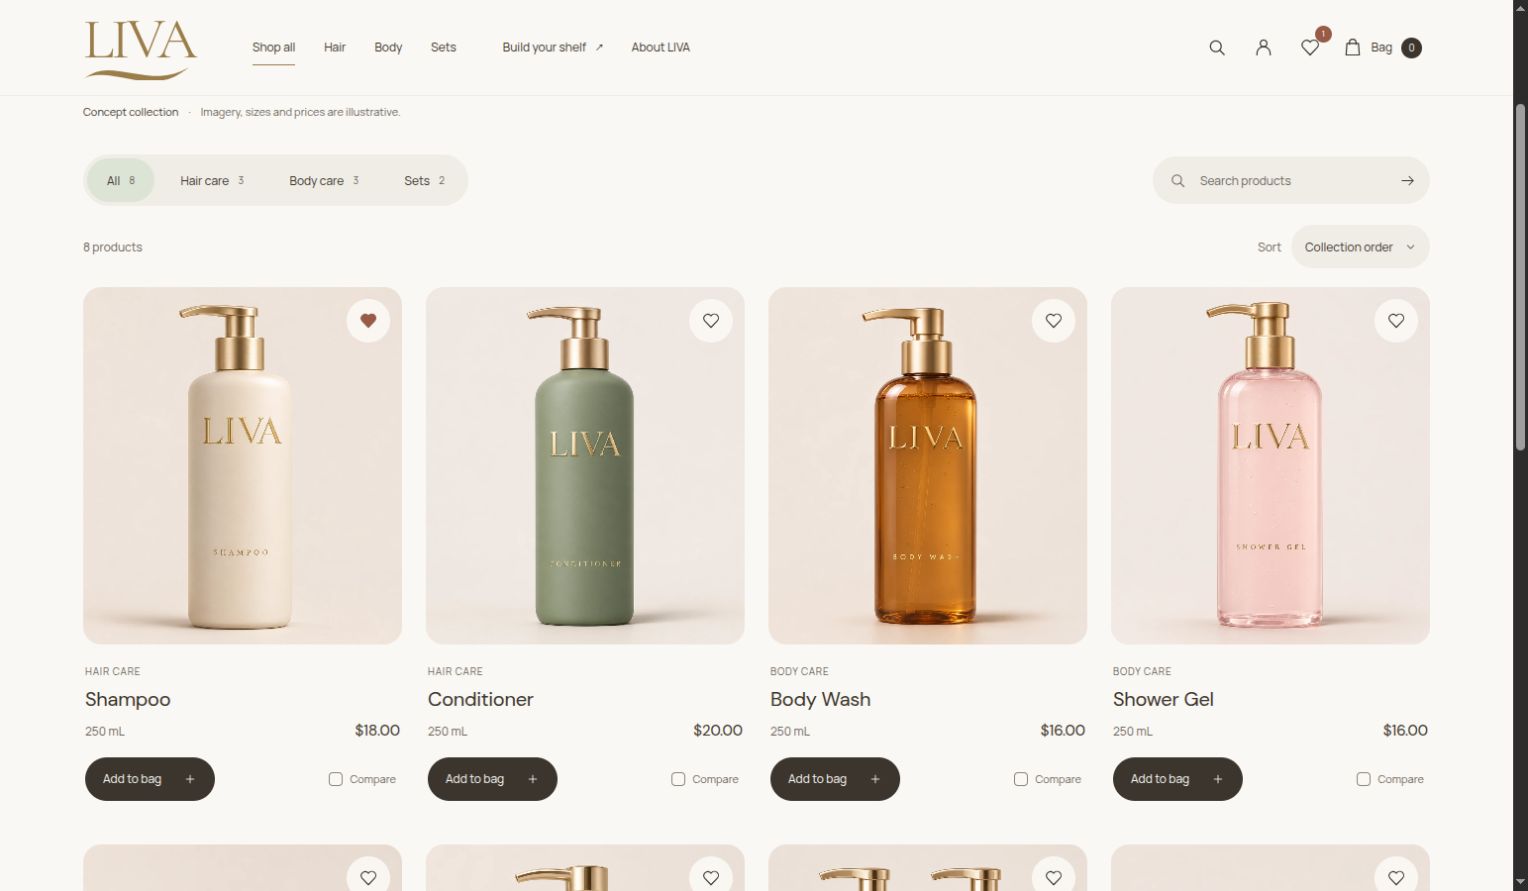 LIVA
Shop all Hair Body Sets Build your shelf ↗ About LIVA 1 Bag 0
Concept collection · Imagery, sizes and prices are illustrative.
All 8 Hair care 3 Body care 3 Sets 2 Search products →
8 products Sort Collection order
LIVA LIVA LIVA LIVA
SHAMPOO CONDITIONER BODY WASH SHOWER GEL
HAIR CARE HAIR CARE BODY CARE BODY CARE
Shampoo Conditioner Body Wash Shower Gel
250 mL $18.00 250 mL $20.00 250 mL $16.00 250 mL $16.00
Add to bag + Compare Add to bag + Compare Add to bag + Compare Add to bag + Compare